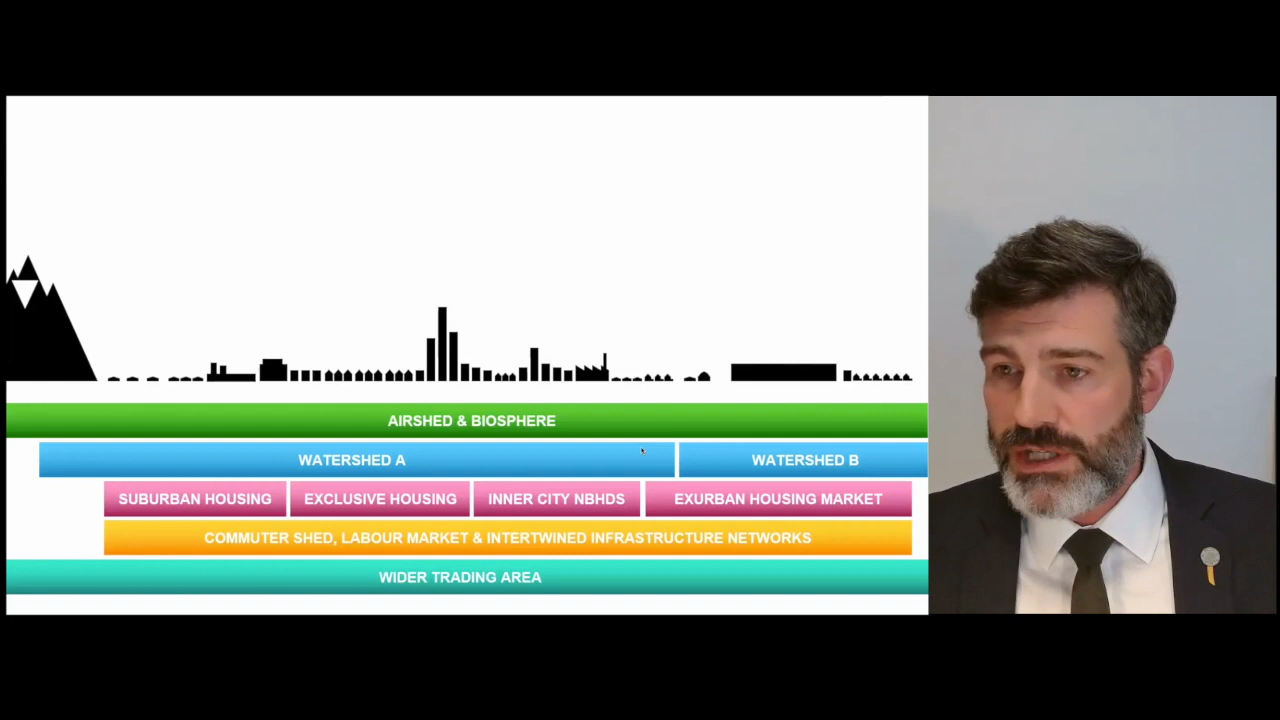 AIRSHED & BIOSPHERE
WATERSHED A
WATERSHED B
SUBURBAN HOUSING
EXCLUSIVE HOUSING
INNER CITY NBHDS
EXURBAN HOUSING MARKET
COMMUTER SHED, LABOUR MARKET & INTERTWINED INFRASTRUCTURE NETWORKS
WIDER TRADING AREA